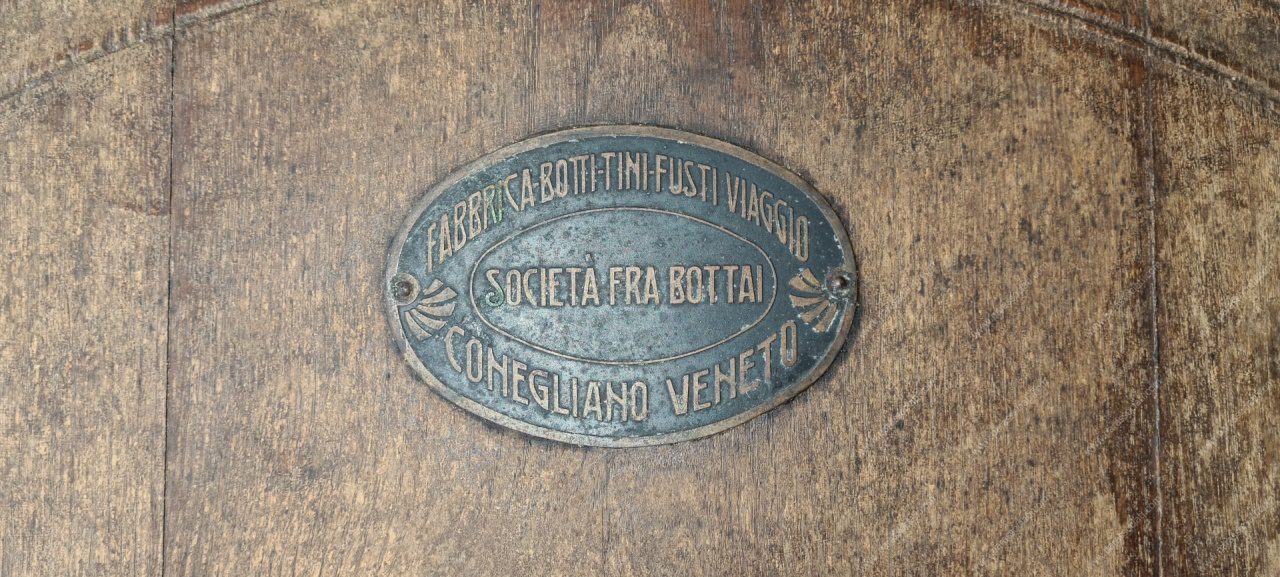 FABBRICA-BOTTI-TINI-FUSTI VIAGGIO
SOCIETÀ FRA BOTTAI
CONEGLIANO VENETO